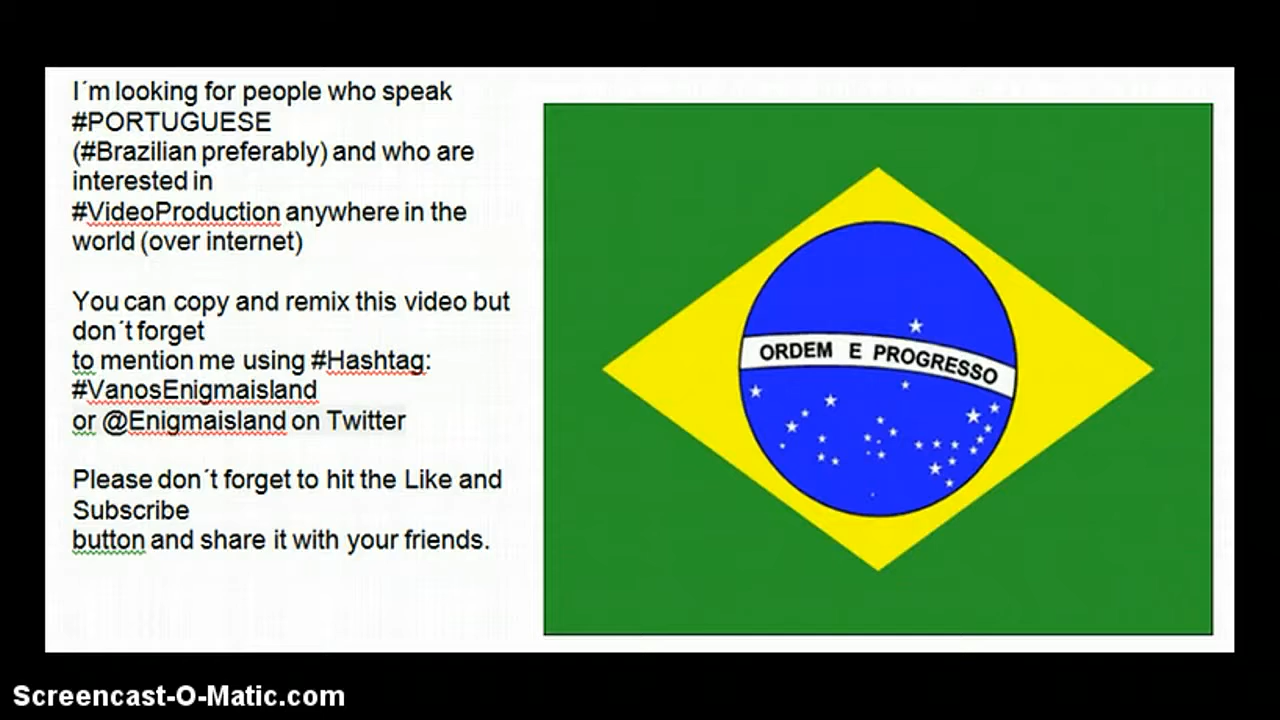 I´m looking for people who speak
#PORTUGUESE
(#Brazilian preferably) and who are
interested in
#VideoProduction anywhere in the
world (over internet)
You can copy and remix this video but
don´t forget
to mention me using #Hashtag:
#VanosEnigmaisland
or @Enigmaisland on Twitter
Please don´t forget to hit the Like and
Subscribe
button and share it with your friends.
ORDEM E PROGRESSO
Screencast-O-Matic.com